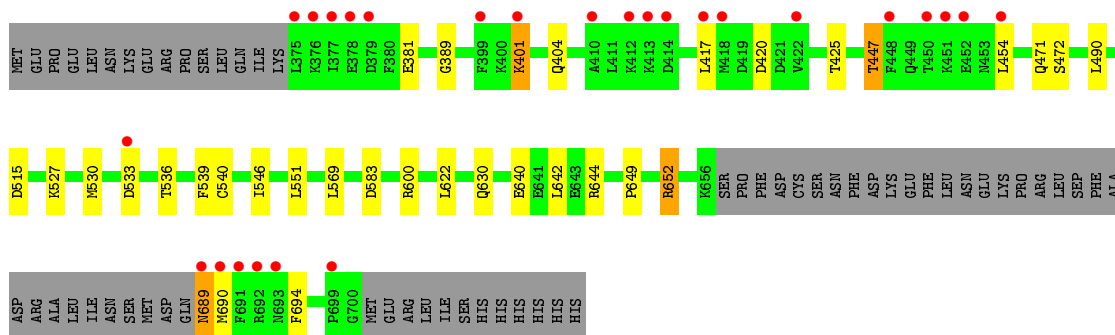 MET GLU PRO PRO SER LEU GLN LEU ASN LYS GLU ARG PRO SER LEU GLN ILE LYS L375 K376 I377 E378 D379 F380 E381 G389 F399 K400 K401 Q404 A410 L411 K412 K413 D414 L417 M418 D419 D420 D421 V422 T425 T447 F448 Q449 T450 K451 E452 N453 L454 Q471 S472 L490
D515 K527 M530 D533 T536 F539 C540 I546 L551 L569 D583 R600 L622 Q630 E640 E641 L642 E643 R644 P649 R652 K656 SER PRO PHE ASP CYS SER ASN PHE ASP LYS GLU PHE LEU ASN GLU LYS PRO ARG LEU SEP PHE ALA
ASP ARG ALA LEU ILE ASN SER MET ASP GLN N689 M690 F691 R692 N693 F694 P699 G700 MET GLU ARG LEU ILE SER HIS HIS HIS HIS HIS HIS